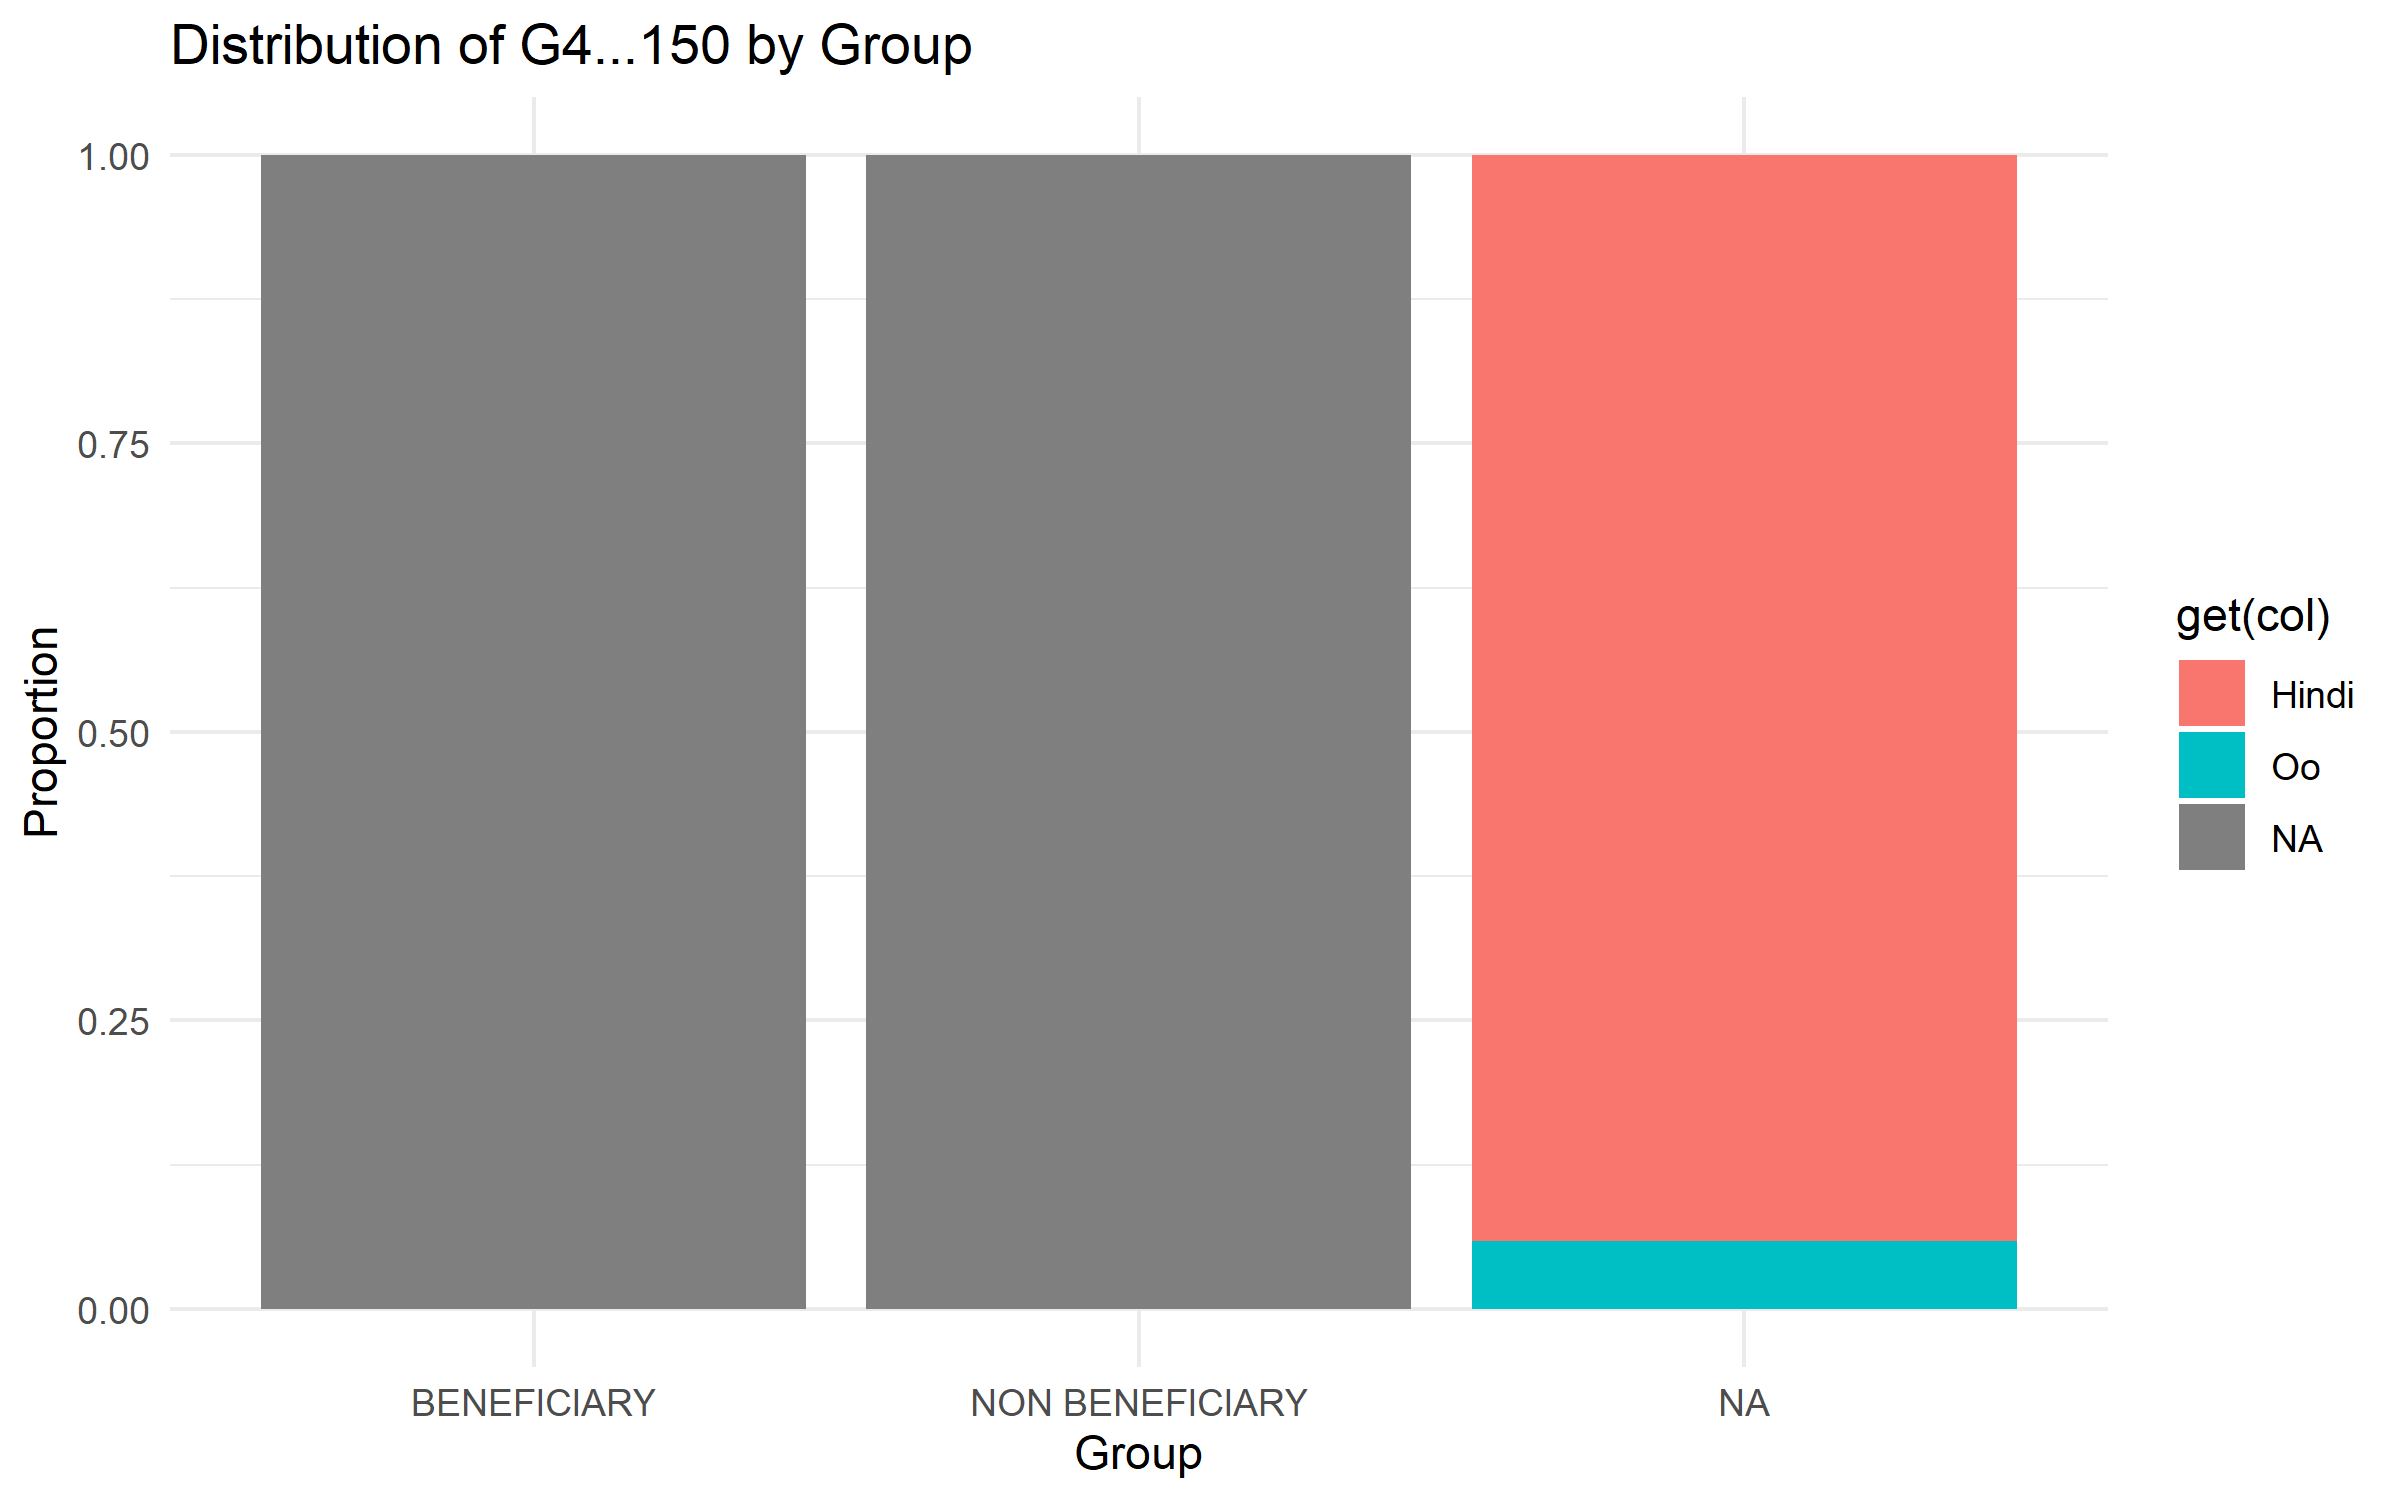 Distribution of G4...150 by Group
1.00
0.75
0.50
0.25
0.00
Proportion
BENEFICIARY
NON BENEFICIARY
NA
Group
get(col)
Hindi
Oo
NA